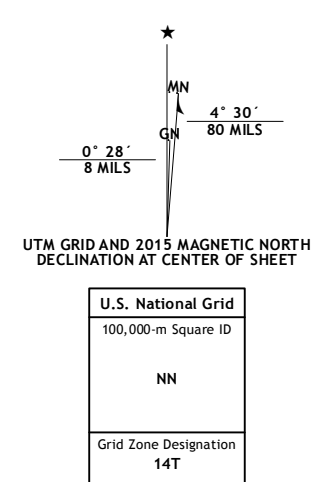 ★
MN
4° 30´
80 MILS
GN
0° 28´
8 MILS
UTM GRID AND 2015 MAGNETIC NORTH
DECLINATION AT CENTER OF SHEET
U.S. National Grid
100,000-m Square ID
NN
Grid Zone Designation
14T